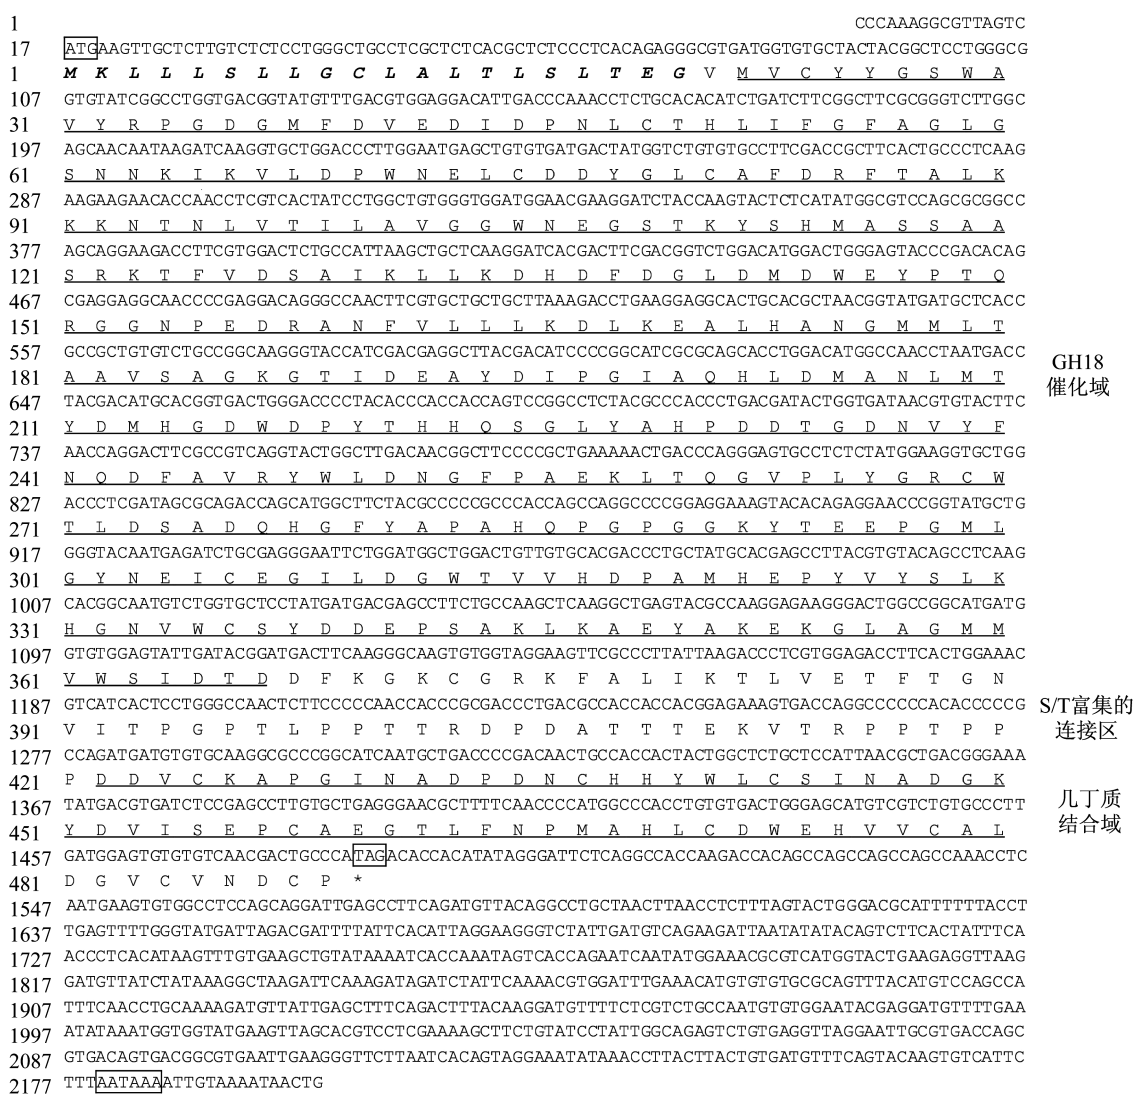 1 CCCAAAGGCGTTAGTC
17 ATGAAGTTGCTCTTGTCTCTCCTGGGCTGCCTCGCTCTCACGCTCTCCCTCACAGAGGGCGTGATGGTGTGCTACTACGGCTCCTGGGCG
1 M K L L L S L L G C L A L T L S L T E G V M V C Y Y G S W A
107 GTGTATCGGCCTGGTGACGGTATGTTTGACGTGGAGGACATTGACCCAAACCTCTGCACACATCTGATCTTCGGCTTCGCGGGTCTTGGC
31 V Y R P G D G M F D V E D I D P N L C T H L I F G F A G L G
197 AGCAACAATAAGATCAAGGTGCTGGACCCTTGGAATGAGCTGTGTGATGACTATGGTCTGTGTGCCTTCGACCGCTTCACTGCCCTCAAG
61 S N N K I K V L D P W N E L C D D Y G L C A F D R F T A L K
287 AAGAAGAACACCAACCTCGTCACTATCCTGGCTGTGGGTGGATGGAACGAAGGATCTACCAAGTACTCTCATATGGCGTCCAGCGCGGCC
91 K K N T N L V T I L A V G G W N E G S T K Y S H M A S S A A
377 AGCAGGAAGACCTTCGTGGACTCTGCCATTAAGCTGCTCAAGGATCACGACTTCGACGGTCTGGACATGGACTGGGAGTACCCGACACAG
121 S R K T F V D S A I K L L K D H D F D G L D M D W E Y P T Q
467 CGAGGAGGCAACCCCGAGGACAGGGCCAACTTCGTGCTGCTGCTTAAAGACCTGAAGGAGGCACTGCACGCTAACGGTATGATGCTCACC
151 R G G N P E D R A N F V L L L K D L K E A L H A N G M M L T
557 GCCGCTGTGTCTGCCGGCAAGGGTACCATCGACGAGGCTTACGACATCCCCGGCATCGCGCAGCACCTGGACATGGCCAACCTAATGACC
181 A A V S A G K G T I D E A Y D I P G I A Q H L D M A N L M T
GH18
催化域
647 TACGACATGCACGGTGACTGGGACCCCTACACCCACCACCAGTCCGGCCTCTACGCCCACCCTGACGATACTGGTGATAACGTGTACTTC
211 Y D M H G D W D P Y T H H Q S G L Y A H P D D T G D N V Y F
737 AACCAGGACTTCGCCGTCAGGTACTGGCTTGACAACGGCTTCCCCGCTGAAAAACTGACCCAGGGAGTGCCTCTCTATGGAAGGTGCTGG
241 N Q D F A V R Y W L D N G F P A E K L T Q G V P L Y G R C W
827 ACCCTCGATAGCGCAGACCAGCATGGCTTCTACGCCCCCGCCCACCAGCCAGGCCCCGGAGGAAAGTACACAGAGGAACCCGGTATGCTG
271 T L D S A D Q H G F Y A P A H Q P G P G G K Y T E E P G M L
917 GGGTACAATGAGATCTGCGAGGGAATTCTGGATGGCTGGACTGTTGTGCACGACCCTGCTATGCACGAGCCTTACGTGTACAGCCTCAAG
301 G Y N E I C E G I L D G W T V V H D P A M H E P Y V Y S L K
1007 CACGGCAATGTCTGGTGCTCCTATGATGACGAGCCTTCTGCCAAGCTCAAGGCTGAGTACGCCAAGGAGAAGGGACTGGCCGGCATGATG
331 H G N V W C S Y D D E P S A K L K A E Y A K E K G L A G M M
1097 GTGTGGAGTATTGATACGGATGACTTCAAGGGCAAGTGTGGTAGGAAGTTCGCCCTTATTAAGACCCTCGTGGAGACCTTCACTGGAAAC
361 V W S I D T D D F K G K C G R K F A L I K T L V E T F T G N
1187 GTCATCACTCCTGGGCCAACTCTTCCCCCAACCACCCGCGACCCTGACGCCACCACCACGGAGAAAGTGACCAGGCCCCCCACACCCCCG
S/T富集的
连接区
391 V I T P G P T L P P T T R D P D A T T T E K V T R P P T P P
1277 CCAGATGATGTGTGCAAGGCGCCCGGCATCAATGCTGACCCCGACAACTGCCACCACTACTGGCTCTGCTCCATTAACGCTGACGGGAAA
421 P D D V C K A P G I N A D P D N C H H Y W L C S I N A D G K
1367 TATGACGTGATCTCCGAGCCTTGTGCTGAGGGAACGCTTTTCAACCCCATGGCCCACCTGTGTGACTGGGAGCATGTCGTCTGTGCCCTT
几丁质
结合域
451 Y D V I S E P C A E G T L F N P M A H L C D W E H V V C A L
1457 GATGGAGTGTGTGTCAACGACTGCCCATAGACACCACATATAGGGATTCTCAGGCCACCAAGACCACAGCCAGCCAGCCAGCCAAACCTC
481 D G V C V N D C P *
1547 AATGAAGTGTGGCCTCCAGCAGGATTGAGCCTTCAGATGTTACAGGCCTGCTAACTTAACCTCTTTAGTACTGGGACGCATTTTTTACCT
1637 TGAGTTTTGGGTATGATTAGACGATTTTATTCACATTAGGAAGGGTCTATTGATGTCAGAAGATTAATATATACAGTCTTCACTATTTCA
1727 ACCCTCACATAAGTTTGTGAAGCTGTATAAAATCACCAAATAGTCACCAGAATCAATATGGAAACGCGTCATGGTACTGAAGAGGTTAAG
1817 GATGTTATCTATAAAGGCTAAGATTCAAAGATAGATCTATTCAAAACGTGGATTTGAAACATGTGTGTGCGCAGTTTACATGTCCAGCCA
1907 TTTCAACCTGCAAAAGATGTTATTGAGCTTTCAGACTTTACAAGGATGTTTTCTCGTCTGCCAATGTGTGGAATACGAGGATGTTTTGAA
1997 ATATAAATGGTGGTATGAAGTTAGCACGTCCTCGAAAAGCTTCTGTATCCTATTGGCAGAGTCTGTGAGGTTAGGAATTGCGTGACCAGC
2087 GTGACAGTGACGGCGTGAATTGAAGGGTTCTTAATCACAGTAGGAAATATAAACCTTACTTACTGTGATGTTTCAGTACAAGTGTCATTC
2177 TTTAATAAAATTGTAAAATAACTG